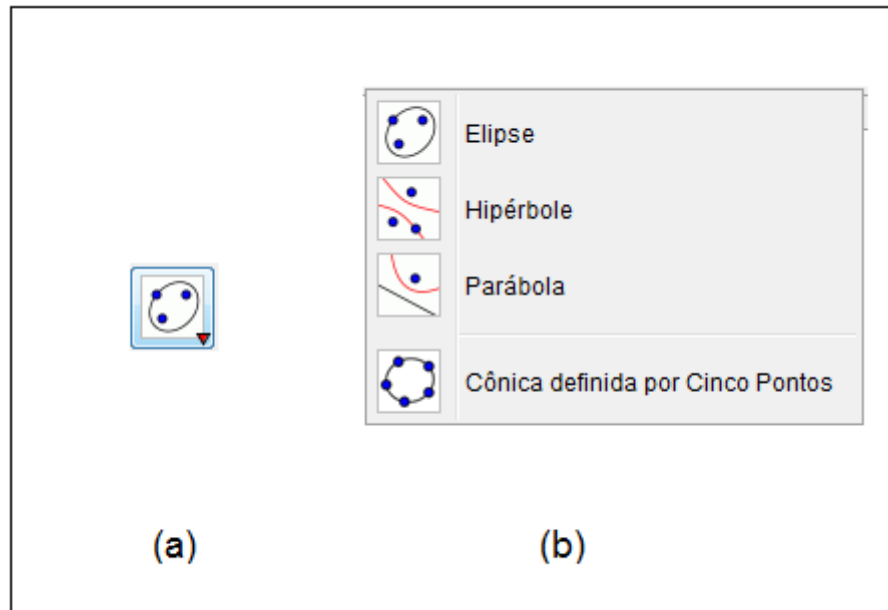 Elipse
Hipérbole
Parábola
Cônica definida por Cinco Pontos
(a) (b)